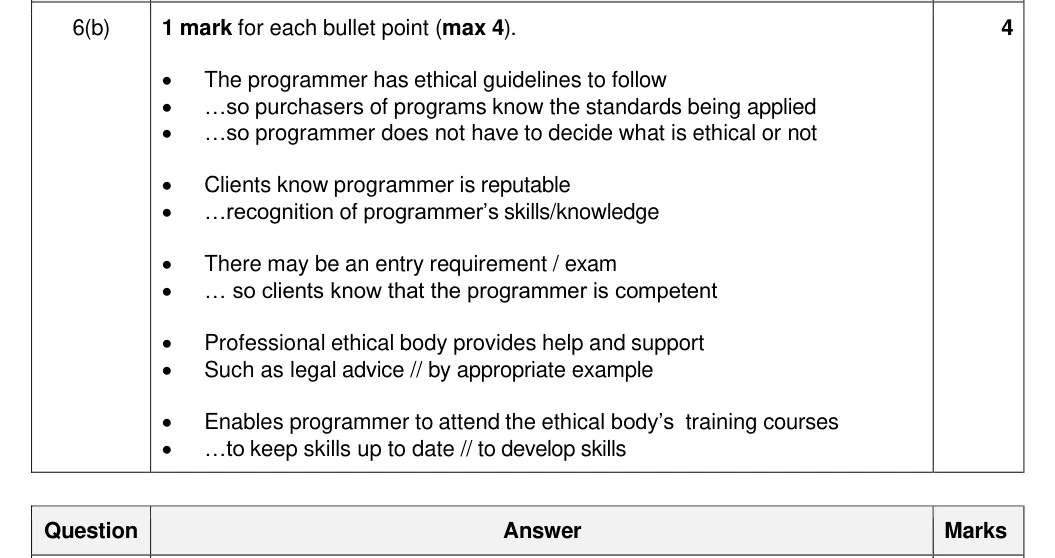 6(b) 1 mark for each bullet point (max 4). 4
• The programmer has ethical guidelines to follow
• …so purchasers of programs know the standards being applied
• …so programmer does not have to decide what is ethical or not
• Clients know programmer is reputable
• …recognition of programmer’s skills/knowledge
• There may be an entry requirement / exam
• … so clients know that the programmer is competent
• Professional ethical body provides help and support
• Such as legal advice // by appropriate example
• Enables programmer to attend the ethical body’s  training courses
• …to keep skills up to date // to develop skills
Question Answer Marks